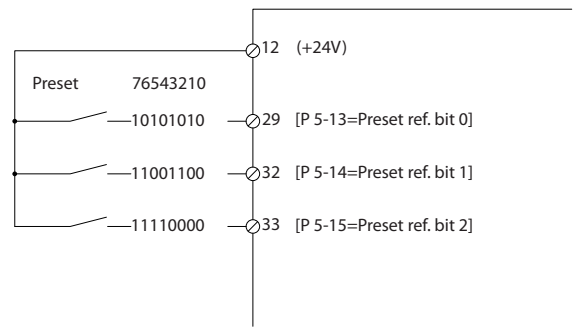 12 (+24V)
Preset 76543210
10101010 29 [P 5-13=Preset ref. bit 0]
11001100 32 [P 5-14=Preset ref. bit 1]
11110000 33 [P 5-15=Preset ref. bit 2]